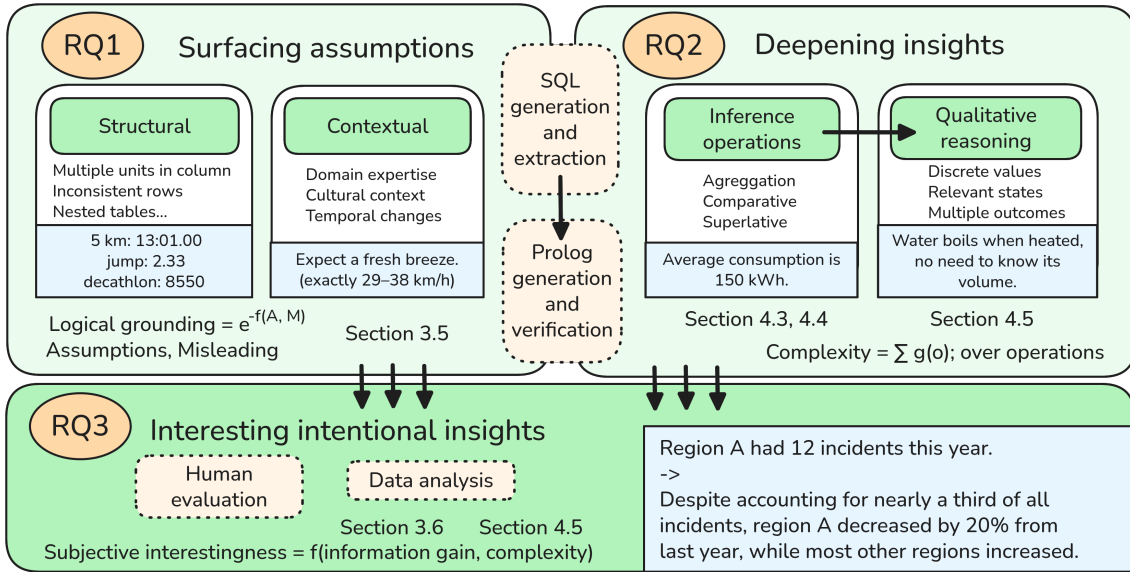 RQ1
Surfacing assumptions
Structural
Multiple units in column
Inconsistent rows
Nested tables...
5 km: 13:01.00
jump: 2.33
decathlon: 8550
Contextual
Domain expertise
Cultural context
Temporal changes
Expect a fresh breeze.
(exactly 29–38 km/h)
Logical grounding = e^-f(A, M)
Assumptions, Misleading
Section 3.5
SQL
generation
and
extraction
Prolog
generation
and
verification
RQ2
Deepening insights
Inference
operations
Agreggation
Comparative
Superlative
Average consumption is
150 kWh.
Qualitative
reasoning
Discrete values
Relevant states
Multiple outcomes
Water boils when heated,
no need to know its
volume.
Section 4.3, 4.4
Section 4.5
Complexity = ∑ g(o); over operations
RQ3
Interesting intentional insights
Human
evaluation
Data analysis
Section 3.6
Section 4.5
Subjective interestingness = f(information gain, complexity)
Region A had 12 incidents this year.
->
Despite accounting for nearly a third of all
incidents, region A decreased by 20% from
last year, while most other regions increased.